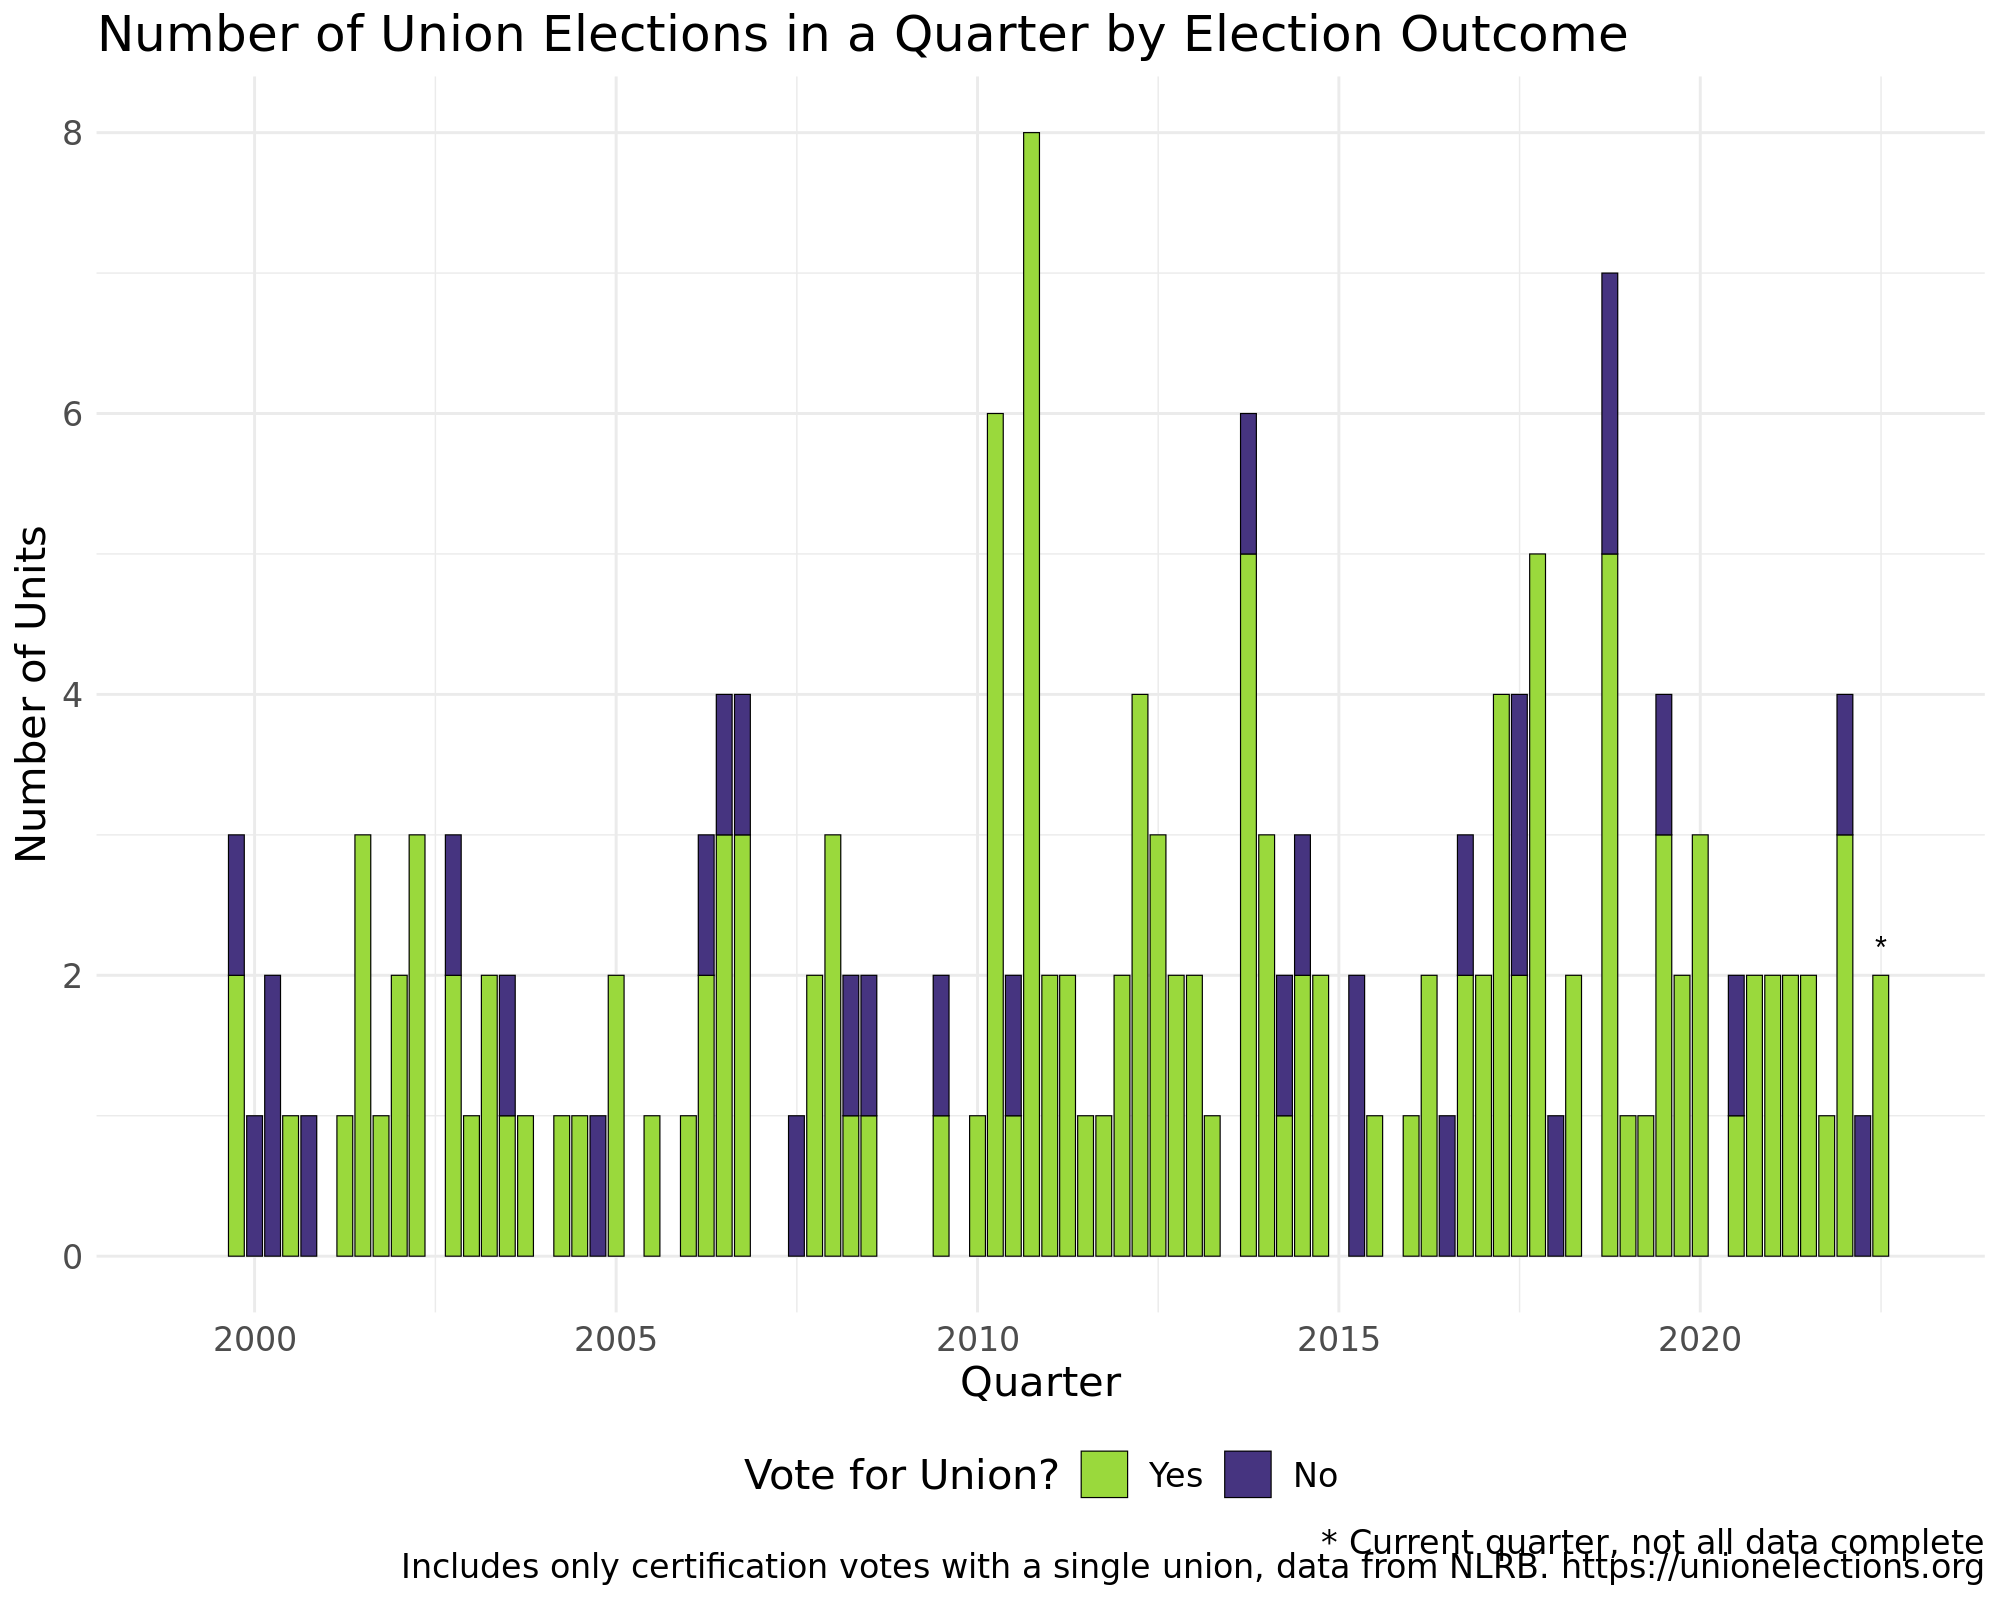 Number of Union Elections in a Quarter by Election Outcome
Number of Units
8
6
4
2
0
*
2000 2005 2010 2015 2020
Quarter
Vote for Union? Yes No
* Current quarter, not all data complete
Includes only certification votes with a single union, data from NLRB. https://unionelections.org